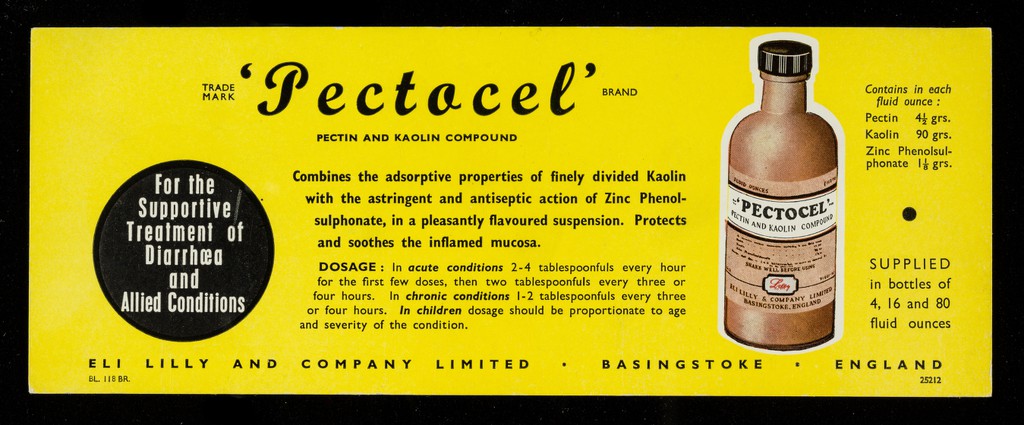 TRADE MARK 'Pectocel' BRAND
PECTIN AND KAOLIN COMPOUND
For the
Supportive
Treatment of
Diarrhœa
and
Allied Conditions
Combines the adsorptive properties of finely divided Kaolin
with the astringent and antiseptic action of Zinc Phenol-
sulphonate, in a pleasantly flavoured suspension. Protects
and soothes the inflamed mucosa.
DOSAGE : In acute conditions 2-4 tablespoonfuls every hour
for the first few doses, then two tablespoonfuls every three or
four hours. In chronic conditions 1-2 tablespoonfuls every three
or four hours. In children dosage should be proportionate to age
and severity of the condition.
FLUID OUNCES
'PECTOCEL'
PECTIN AND KAOLIN COMPOUND
SHAKE WELL BEFORE USING
Lilly
ELI LILLY & COMPANY LIMITED
BASINGSTOKE, ENGLAND
Contains in each
fluid ounce :
Pectin 4½ grs.
Kaolin 90 grs.
Zinc Phenolsul-
phonate 1⅛ grs.
SUPPLIED
in bottles of
4, 16 and 80
fluid ounces
ELI LILLY AND COMPANY LIMITED • BASINGSTOKE • ENGLAND
BL. 118 BR.
25212